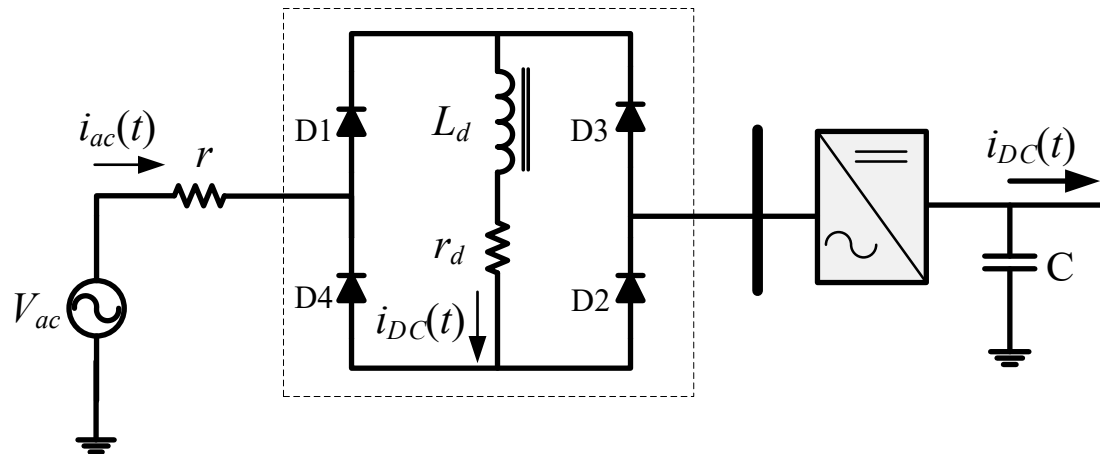 i_ac(t)
r
V_ac
D1
D4
L_d
r_d
i_DC(t)
D3
D2
i_DC(t)
C